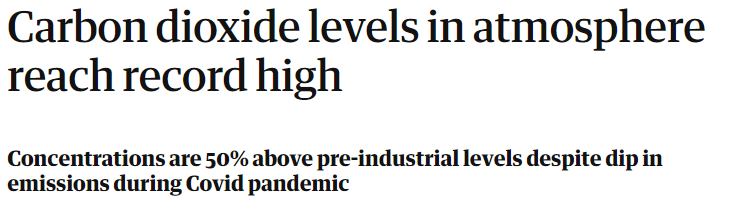 Carbon dioxide levels in atmosphere
reach record high
Concentrations are 50% above pre-industrial levels despite dip in
emissions during Covid pandemic